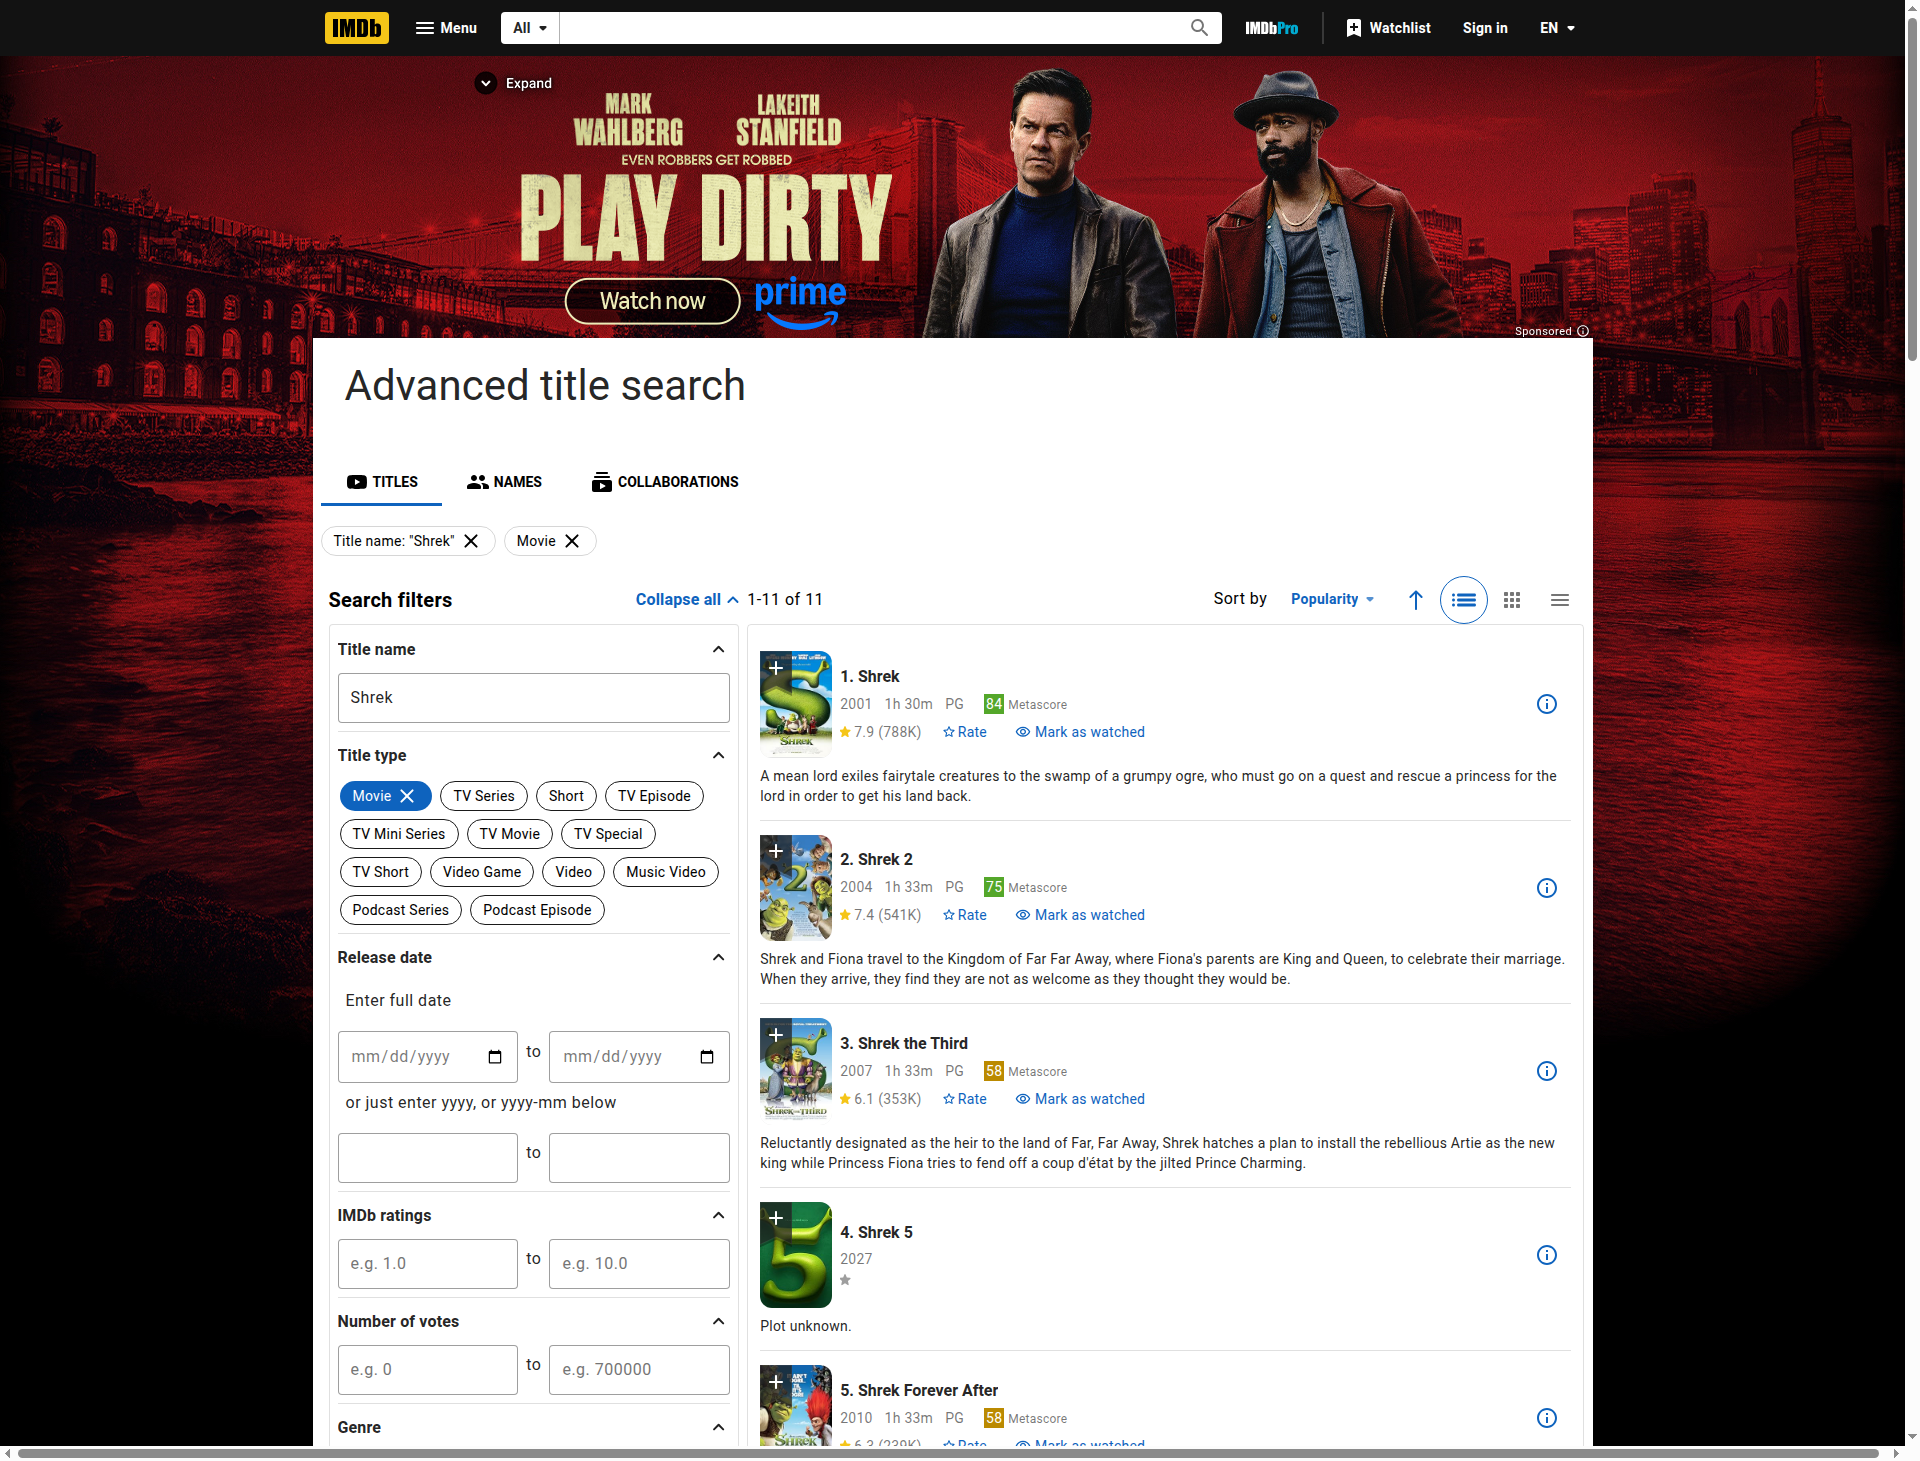 IMDb
Menu
All
IMDbPro
Watchlist
Sign in
EN
Expand
MARK WAHLBERG
LAKEITH STANFIELD
EVEN ROBBERS GET ROBBED
PLAY DIRTY
Watch now
prime
Sponsored
Advanced title search
TITLES
NAMES
COLLABORATIONS
Title name: "Shrek"
Movie
Search filters
Collapse all
1-11 of 11
Sort by
Popularity
Title name
Shrek
Title type
Movie
TV Series
Short
TV Episode
TV Mini Series
TV Movie
TV Special
TV Short
Video Game
Video
Music Video
Podcast Series
Podcast Episode
Release date
Enter full date
mm/dd/yyyy
to
mm/dd/yyyy
or just enter yyyy, or yyyy-mm below
to
IMDb ratings
e.g. 1.0
to
e.g. 10.0
Number of votes
e.g. 0
to
e.g. 700000
Genre
SHREK
1. Shrek
2001 1h 30m PG 84 Metascore
7.9 (788K) Rate Mark as watched
A mean lord exiles fairytale creatures to the swamp of a grumpy ogre, who must go on a quest and rescue a princess for the
lord in order to get his land back.
2
2. Shrek 2
2004 1h 33m PG 75 Metascore
7.4 (541K) Rate Mark as watched
Shrek and Fiona travel to the Kingdom of Far Far Away, where Fiona's parents are King and Queen, to celebrate their marriage.
When they arrive, they find they are not as welcome as they thought they would be.
SHREK THE THIRD
3. Shrek the Third
2007 1h 33m PG 58 Metascore
6.1 (353K) Rate Mark as watched
Reluctantly designated as the heir to the land of Far, Far Away, Shrek hatches a plan to install the rebellious Artie as the new
king while Princess Fiona tries to fend off a coup d'état by the jilted Prince Charming.
5
4. Shrek 5
2027
Plot unknown.
SHREK
5. Shrek Forever After
2010 1h 33m PG 58 Metascore
6.3 (239K) Rate Mark as watched